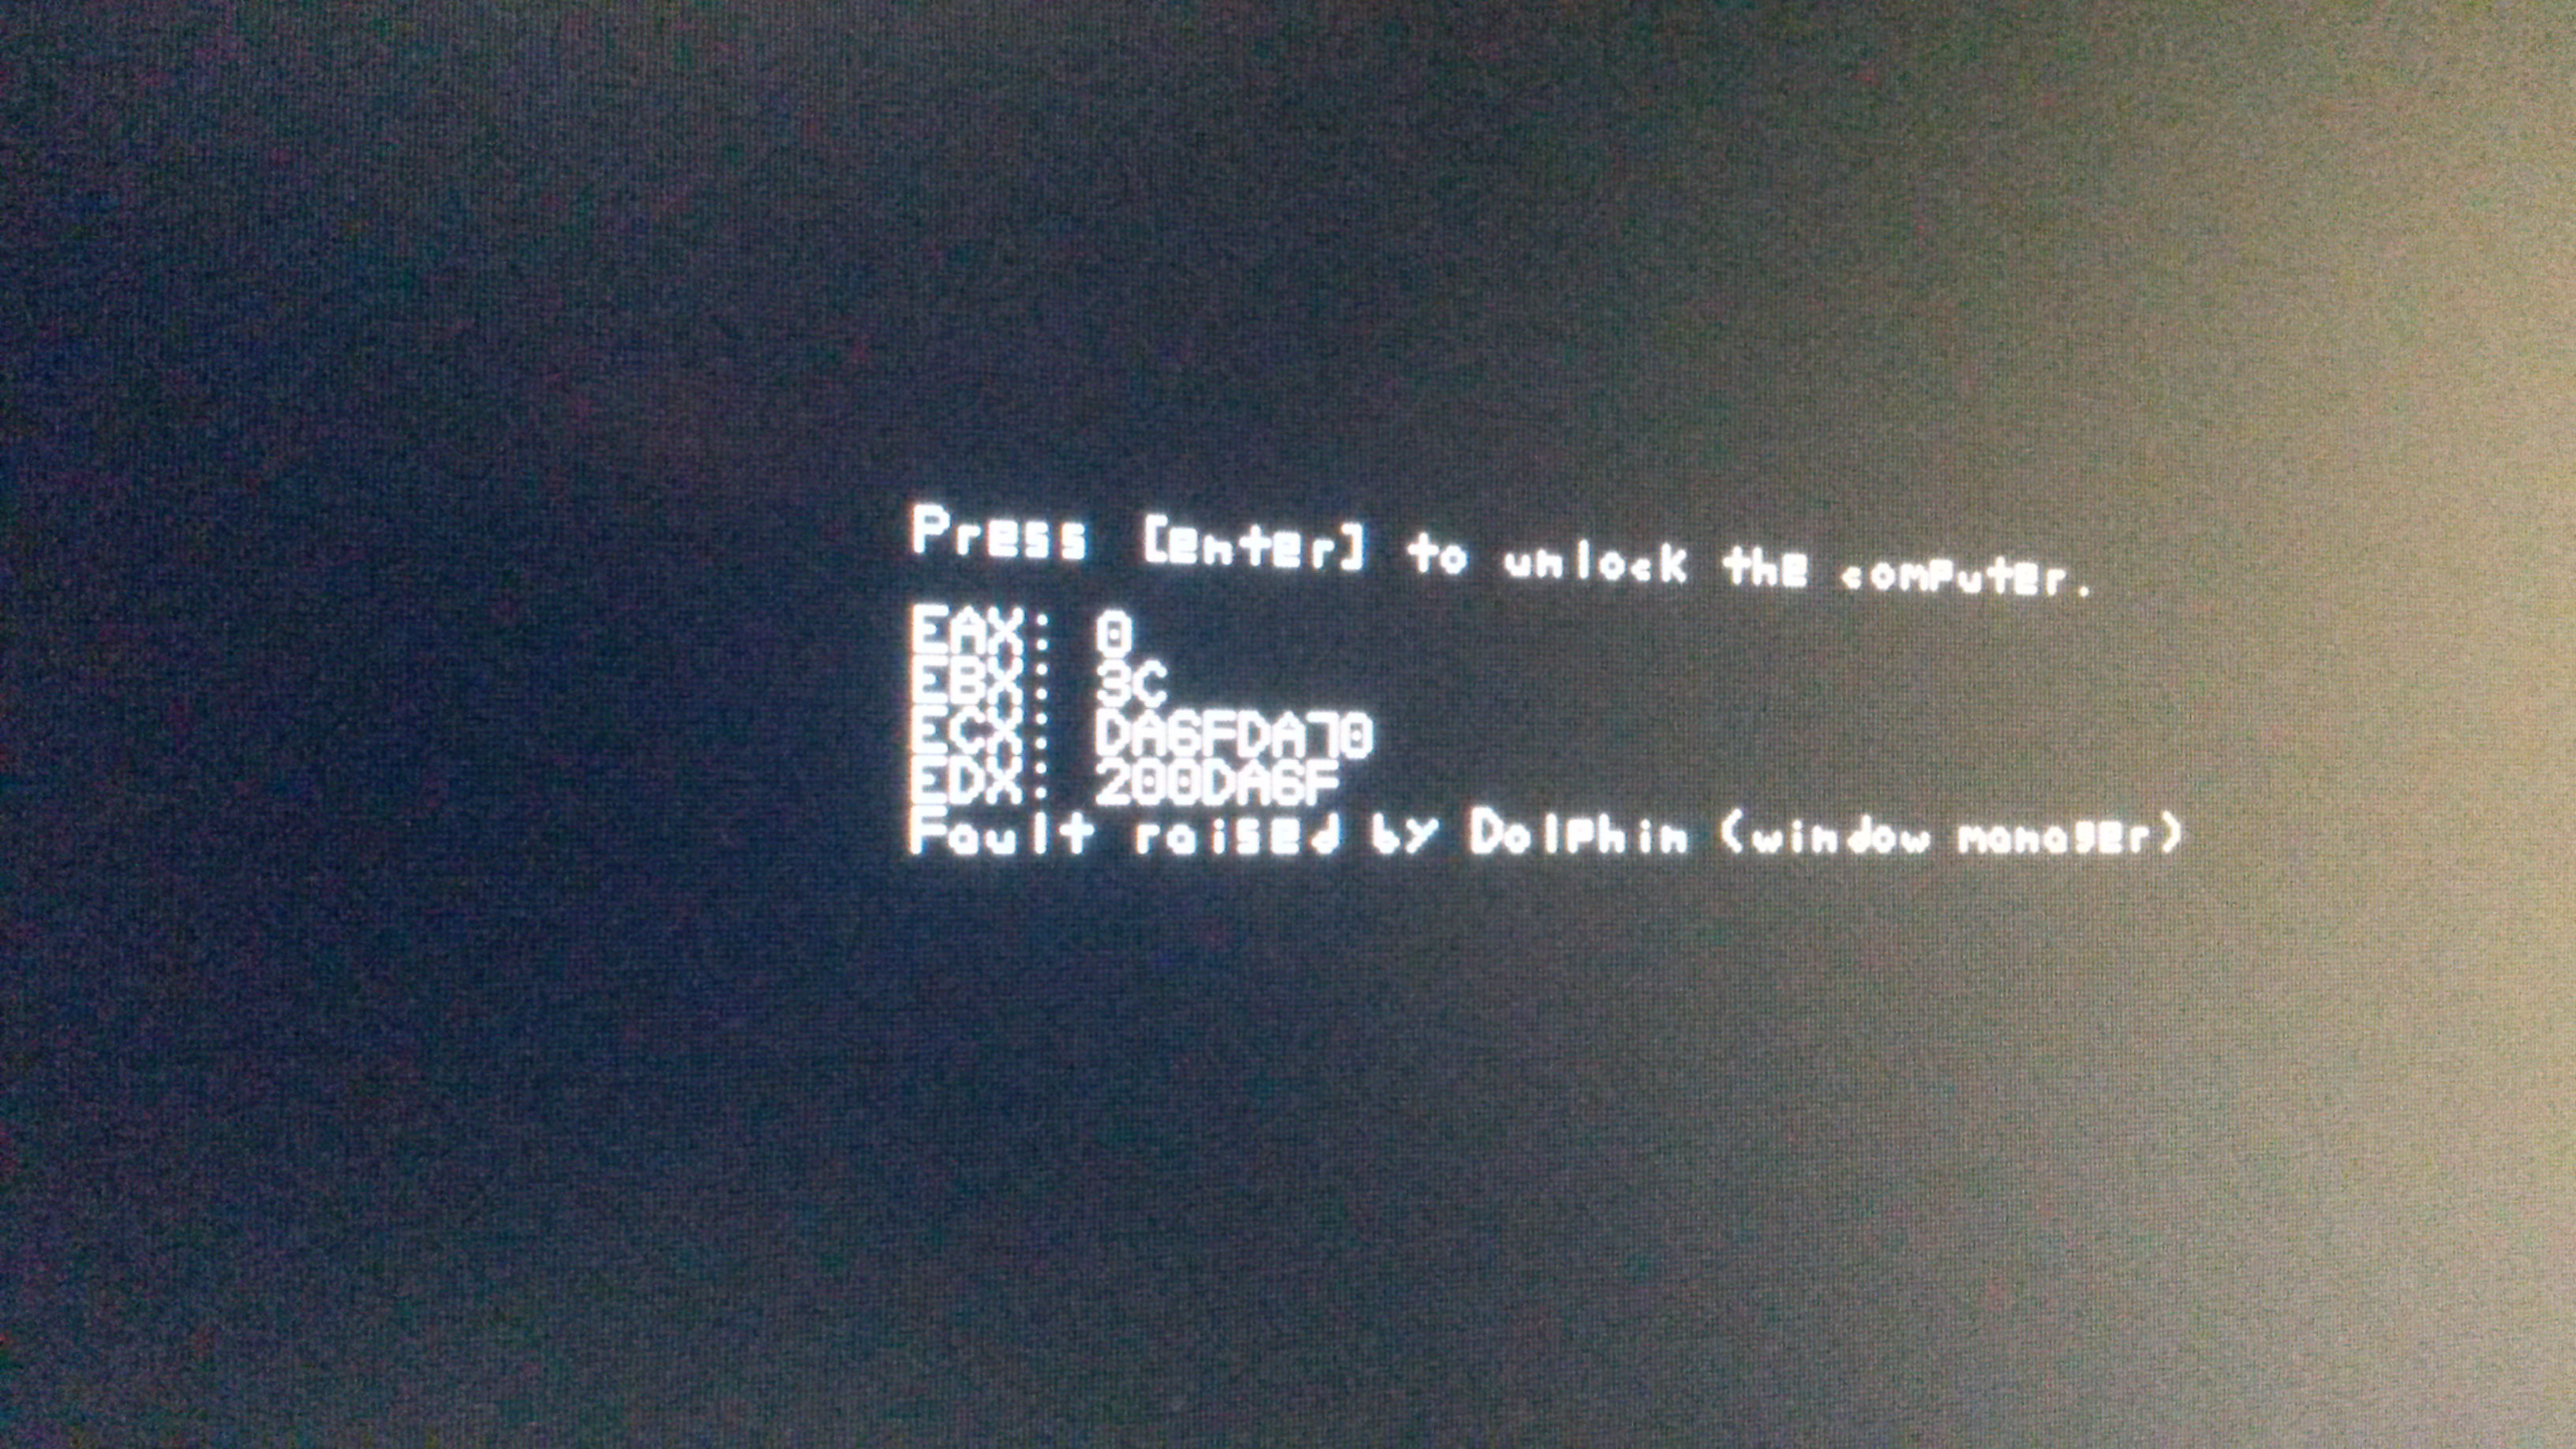 Press [enter] to unlock the computer.
EAX: 0
EBX: 3C
ECX: DA6FDA70
EDX: 200DA6F
Fault raised by Dolphin (window manager)